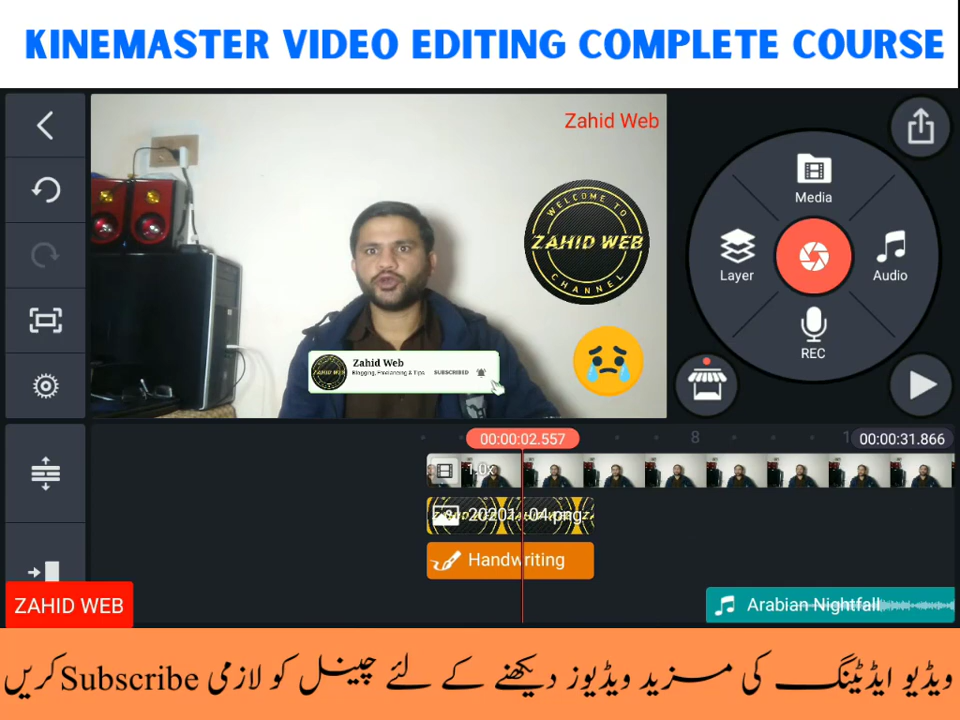 KINEMASTER VIDEO EDITING COMPLETE COURSE
Zahid Web
WELCOME TO
ZAHID WEB
CHANNEL
Zahid Web
Blogging, Freelancing & Tips
SUBSCRIBED
Media
Layer
Audio
REC
00:00:02.557
8
00:00:31.866
1.0x
Handwriting
Arabian Nightfall
ZAHID WEB
ویڈیو ایڈیٹینگ کی مزید ویڈیوز دیکھنے کے لئے چینل کو لازمی Subscribe کریں